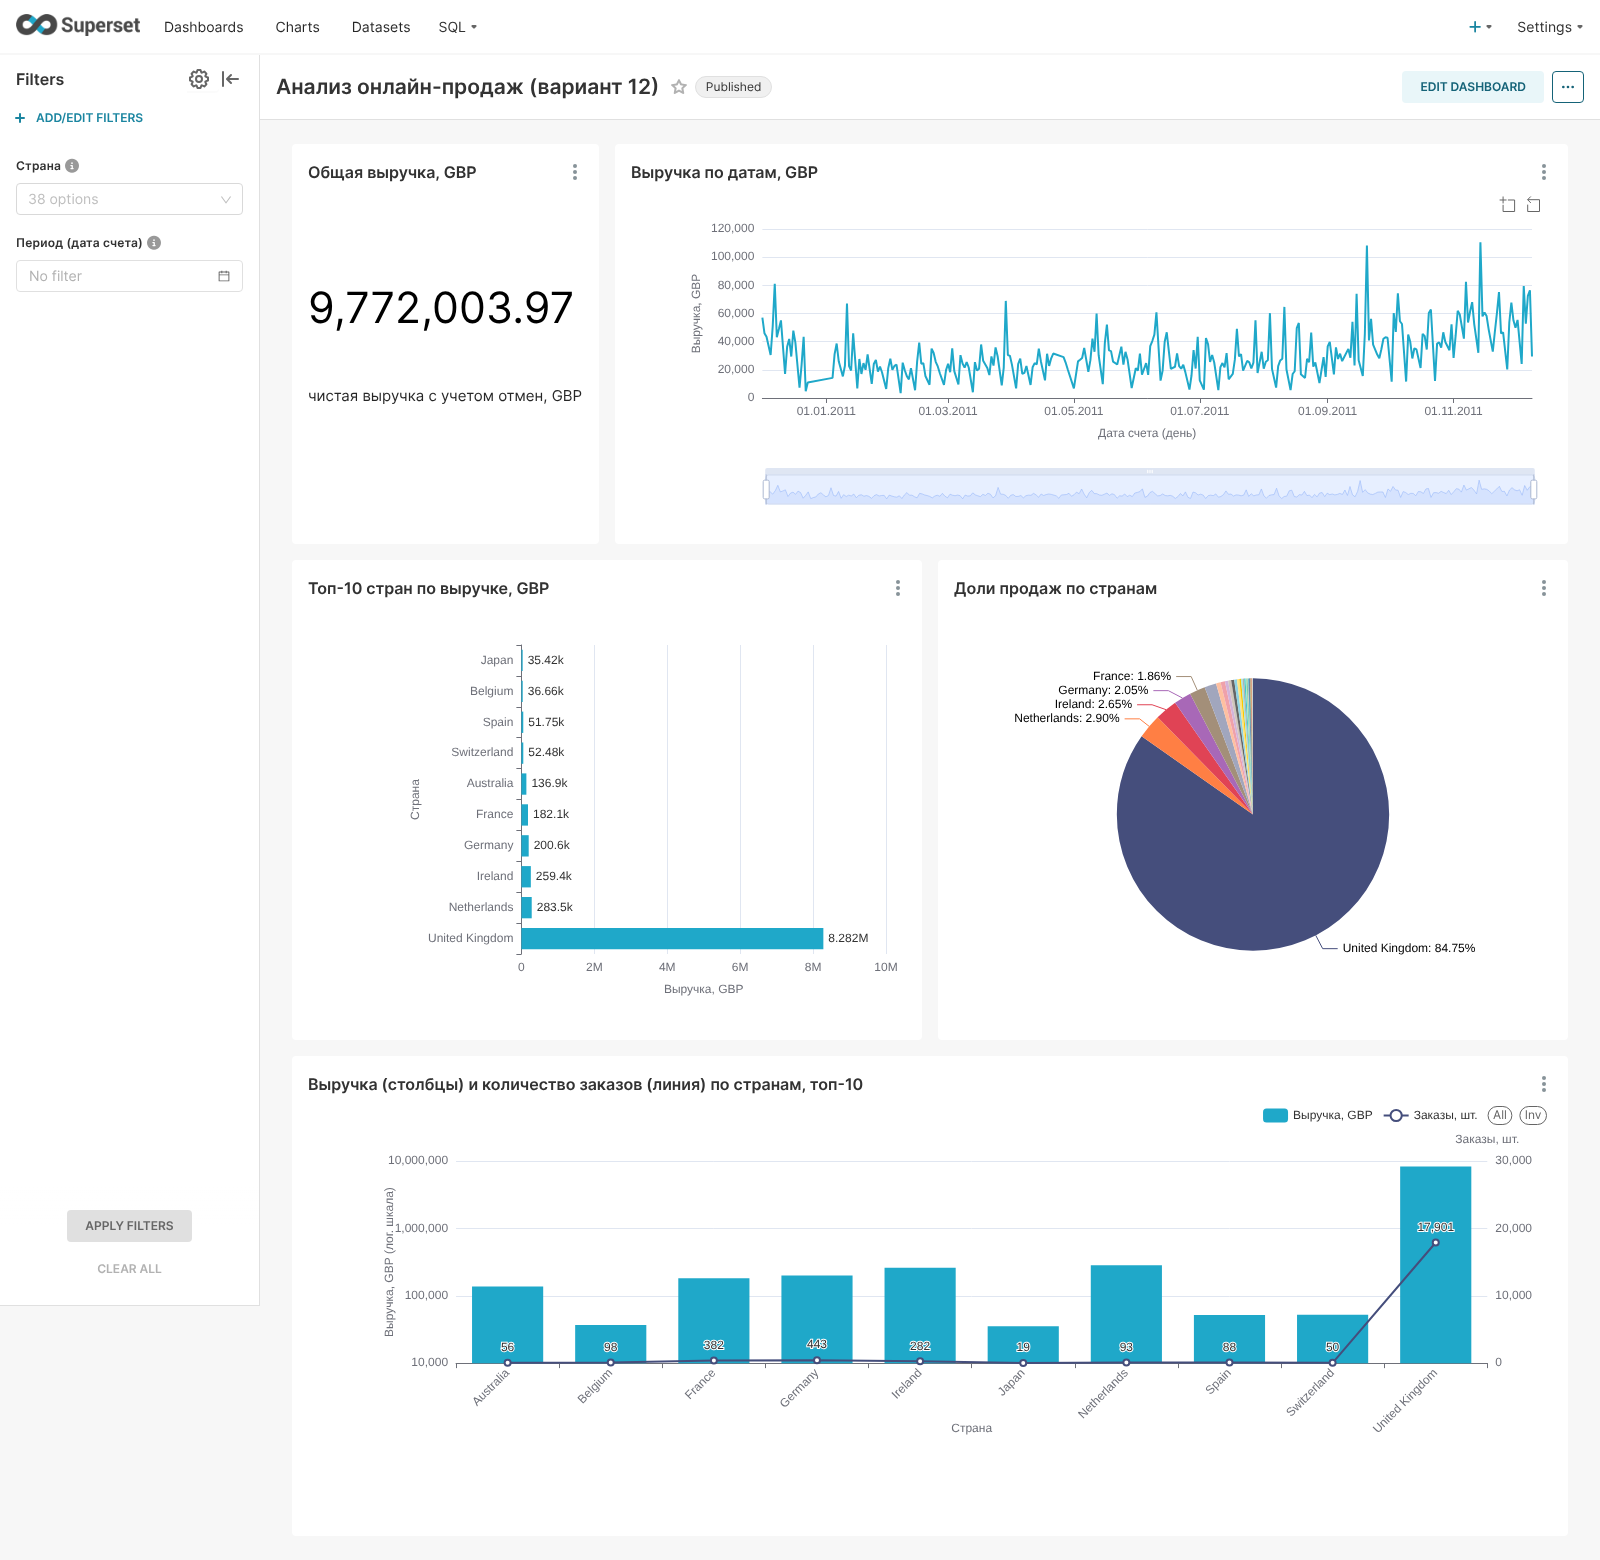 Superset
Dashboards
Charts
Datasets
SQL
Settings
Filters
ADD/EDIT FILTERS
Страна
38 options
Период (дата счета)
No filter
APPLY FILTERS
CLEAR ALL
Анализ онлайн-продаж (вариант 12)
Published
EDIT DASHBOARD
Общая выручка, GBP
9,772,003.97
чистая выручка с учетом отмен, GBP
Выручка по датам, GBP
Выручка, GBP
120,000
100,000
80,000
60,000
40,000
20,000
0
01.01.2011
01.03.2011
01.05.2011
01.07.2011
01.09.2011
01.11.2011
Дата счета (день)
Топ-10 стран по выручке, GBP
Страна
Japan 35.42k
Belgium 36.66k
Spain 51.75k
Switzerland 52.48k
Australia 136.9k
France 182.1k
Germany 200.6k
Ireland 259.4k
Netherlands 283.5k
United Kingdom 8.282M
0 2M 4M 6M 8M 10M
Выручка, GBP
Доли продаж по странам
France: 1.86%
Germany: 2.05%
Ireland: 2.65%
Netherlands: 2.90%
United Kingdom: 84.75%
Выручка (столбцы) и количество заказов (линия) по странам, топ-10
Выручка, GBP
Заказы, шт.
All
Inv
Заказы, шт.
Выручка, GBP (лог. шкала)
10,000,000
1,000,000
100,000
10,000
30,000
20,000
10,000
0
56
98
382
443
282
19
93
88
50
17,901
Australia
Belgium
France
Germany
Ireland
Japan
Netherlands
Spain
Switzerland
United Kingdom
Страна